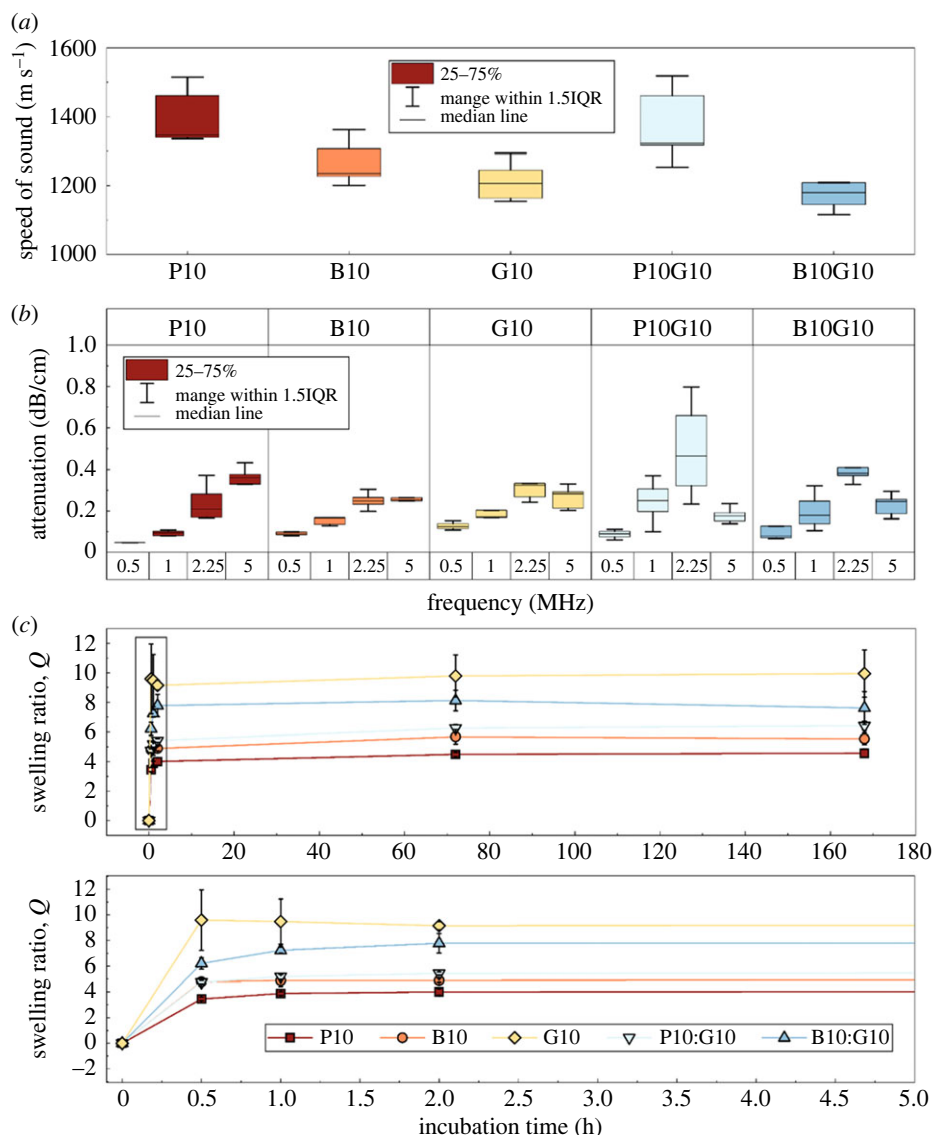 (a)
1600
1400
1200
1000
speed of sound (m s⁻¹)
25–75%
mange within 1.5IQR
median line
P10 B10 G10 P10G10 B10G10
(b)
P10 B10 G10 P10G10 B10G10
1.0
0.8
0.6
0.4
0.2
0
attenuation (dB/cm)
25–75%
mange within 1.5IQR
median line
0.5 1 2.25 5 0.5 1 2.25 5 0.5 1 2.25 5 0.5 1 2.25 5 0.5 1 2.25 5
frequency (MHz)
(c)
12
10
8
6
4
2
0
swelling ratio, Q
0 20 40 60 80 100 120 140 160 180
12
10
8
6
4
2
0
−2
swelling ratio, Q
P10 B10 G10 P10:G10 B10:G10
0 0.5 1.0 1.5 2.0 2.5 3.0 3.5 4.0 4.5 5.0
incubation time (h)